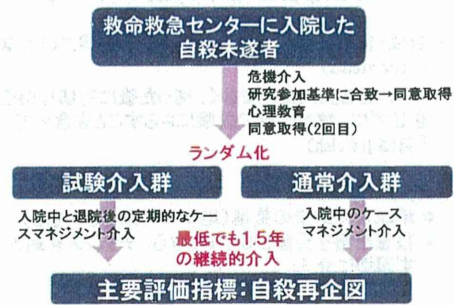 救命救急センターに入院した
自殺未遂者
危機介入
研究参加基準に合致→同意取得
心理教育
同意取得(2回目)
ランダム化
試験介入群
通常介入群
入院中と退院後の定期的なケー
スマネジメント介入
入院中のケース
マネジメント介入
最低でも1.5年
の継続的介入
主要評価指標:自殺再企図